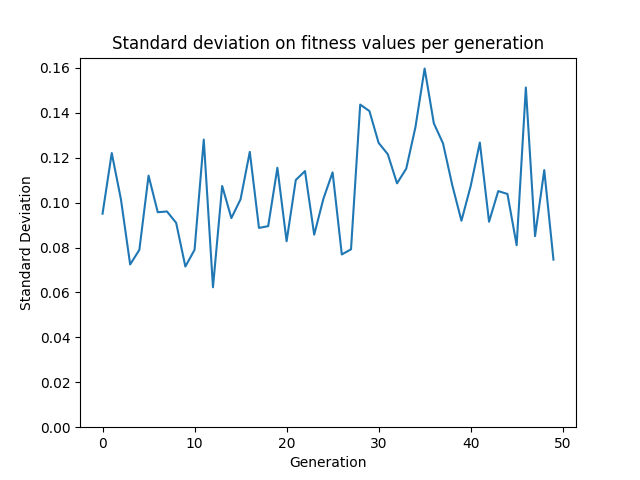 Standard deviation on fitness values per generation
0.16
0.14
0.12
0.10
0.08
0.06
0.04
0.02
0.00
Standard Deviation
0 10 20 30 40 50
Generation